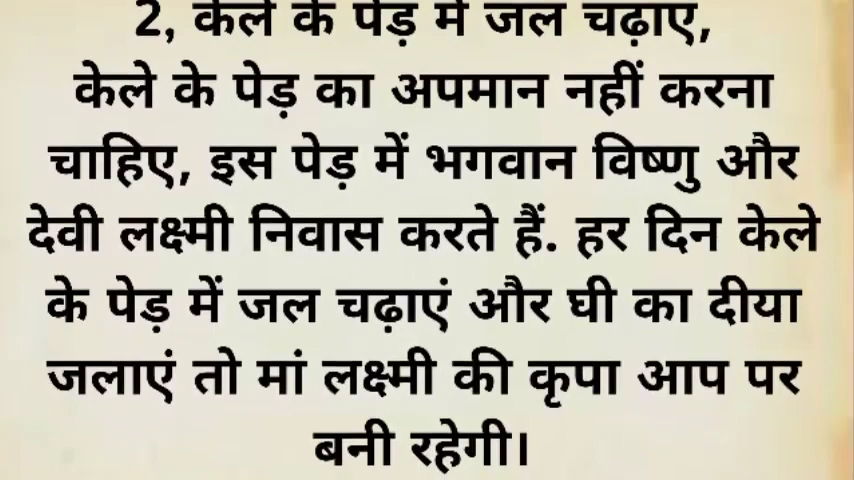 2, केले के पेड़ में जल चढ़ाएं,
केले के पेड़ का अपमान नहीं करना
चाहिए, इस पेड़ में भगवान विष्णु और
देवी लक्ष्मी निवास करते हैं. हर दिन केले
के पेड़ में जल चढ़ाएं और घी का दीया
जलाएं तो मां लक्ष्मी की कृपा आप पर
बनी रहेगी।